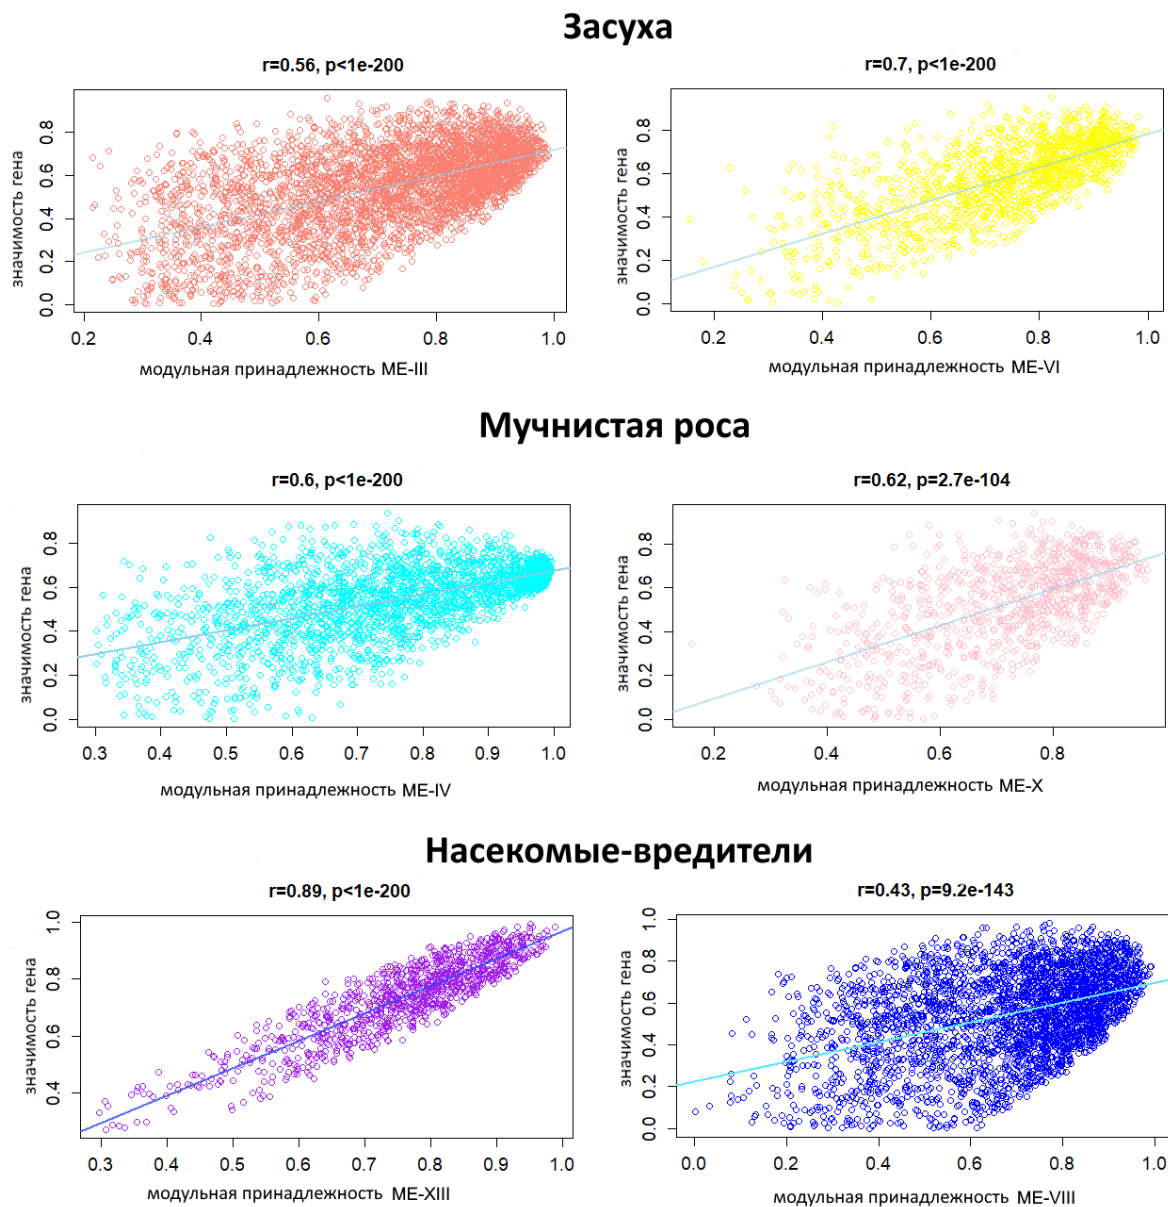 Засуха
r=0.56, p<1e-200
r=0.7, p<1e-200
значимость гена
0.0 0.2 0.4 0.6 0.8
0.2 0.4 0.6 0.8 1.0
модульная принадлежность ME-III
значимость гена
0.0 0.2 0.4 0.6 0.8
0.2 0.4 0.6 0.8 1.0
модульная принадлежность ME-VI
Мучнистая роса
r=0.6, p<1e-200
r=0.62, p=2.7e-104
значимость гена
0.0 0.2 0.4 0.6 0.8
0.3 0.4 0.5 0.6 0.7 0.8 0.9 1.0
модульная принадлежность ME-IV
значимость гена
0.0 0.2 0.4 0.6 0.8
0.2 0.4 0.6 0.8
модульная принадлежность ME-X
Насекомые-вредители
r=0.89, p<1e-200
r=0.43, p=9.2e-143
значимость гена
0.4 0.6 0.8 1.0
0.3 0.4 0.5 0.6 0.7 0.8 0.9 1.0
модульная принадлежность ME-XIII
значимость гена
0.0 0.2 0.4 0.6 0.8 1.0
0.0 0.2 0.4 0.6 0.8 1.0
модульная принадлежность ME-VIII